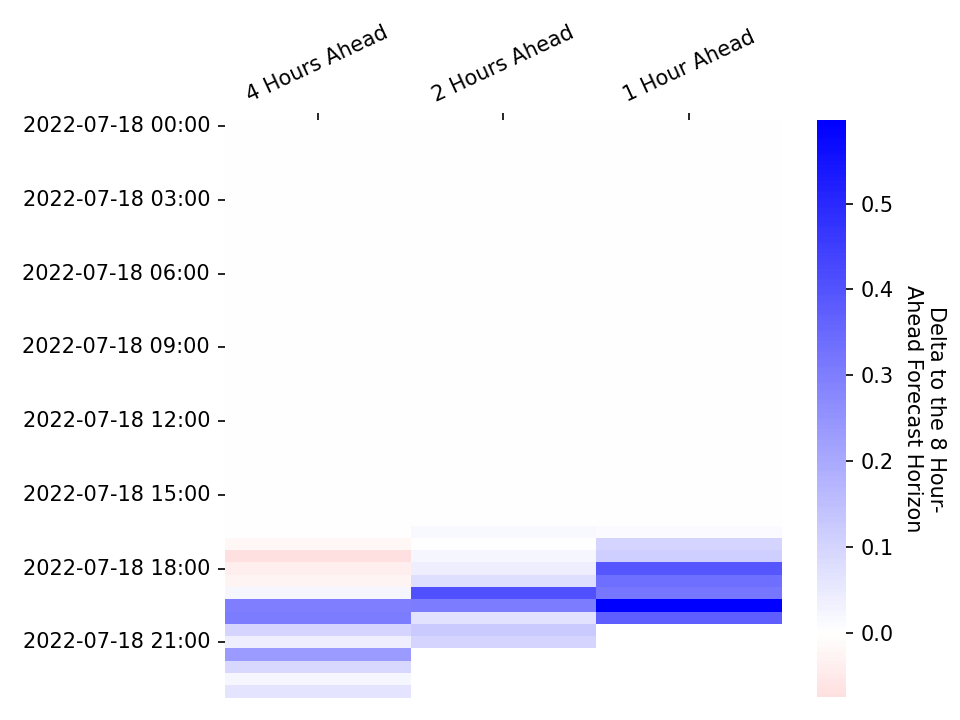 4 Hours Ahead
2 Hours Ahead
1 Hour Ahead
2022-07-18 00:00
2022-07-18 03:00
2022-07-18 06:00
2022-07-18 09:00
2022-07-18 12:00
2022-07-18 15:00
2022-07-18 18:00
2022-07-18 21:00
0.5
0.4
0.3
0.2
0.1
0.0
Delta to the 8 Hour-
Ahead Forecast Horizon